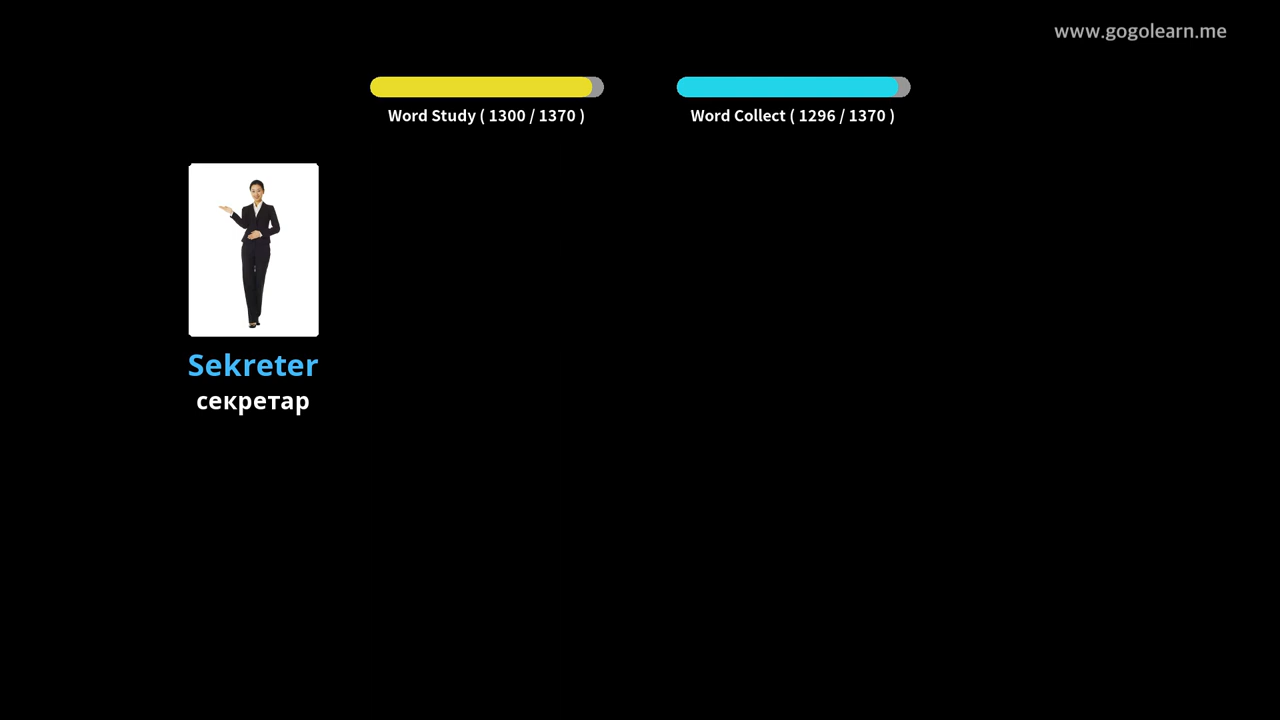 www.gogolearn.me
Word Study ( 1300 / 1370 )
Word Collect ( 1296 / 1370 )
Sekreter
секретар